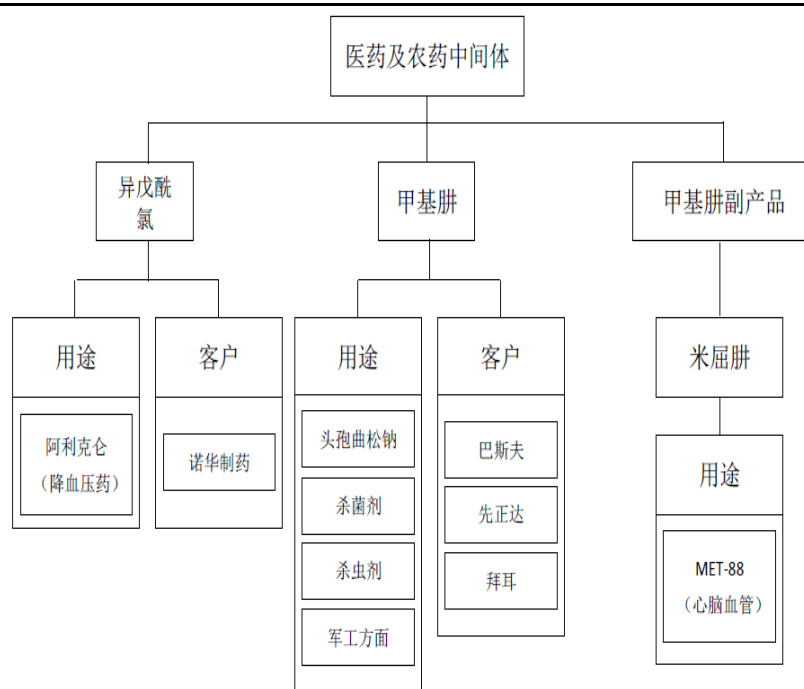 医药及农药中间体
异戊酰
氯
甲基肼
甲基肼副产品
用途
客户
用途
客户
米屈肼
阿利克仑
（降血压药）
诺华制药
头孢曲松钠
杀菌剂
杀虫剂
军工方面
巴斯夫
先正达
拜耳
用途
MET-88
（心脑血管）